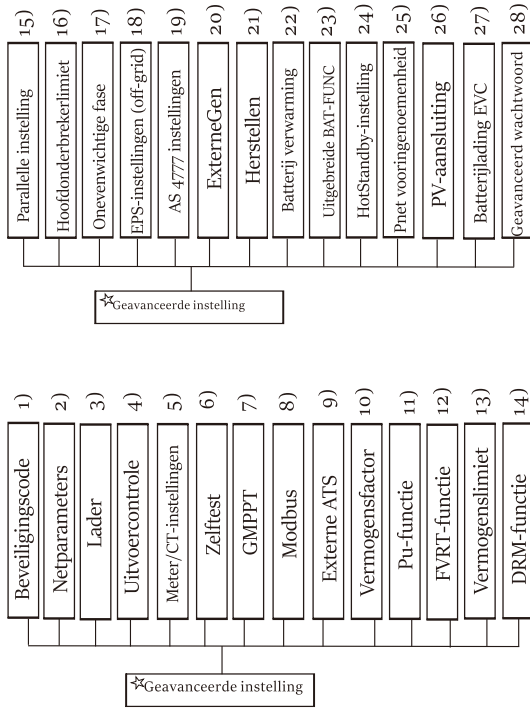 15) Parallelle instelling
16) Hoofdonderbrekerlimiet
17) Onevenwichtige fase
18) EPS-instellingen (off-grid)
19) AS 4777 instellingen
20) ExterneGen
21) Herstellen
22) Batterij verwarming
23) Uitgebreide BAT-FUNC
24) HotStandby-instelling
25) Pnet vooringenoemenheid
26) PV-aansluiting
27) Batterijlading EVC
28) Geavanceerd wachtwoord
☆Geavanceerde instelling
1) Beveiligingscode
2) Netparameters
3) Lader
4) Uitvoercontrole
5) Meter/CT-instellingen
6) Zelftest
7) GMPPT
8) Modbus
9) Externe ATS
10) Vermogensfactor
11) Pu-functie
12) FVRT-functie
13) Vermogenslimiet
14) DRM-functie
☆Geavanceerde instelling